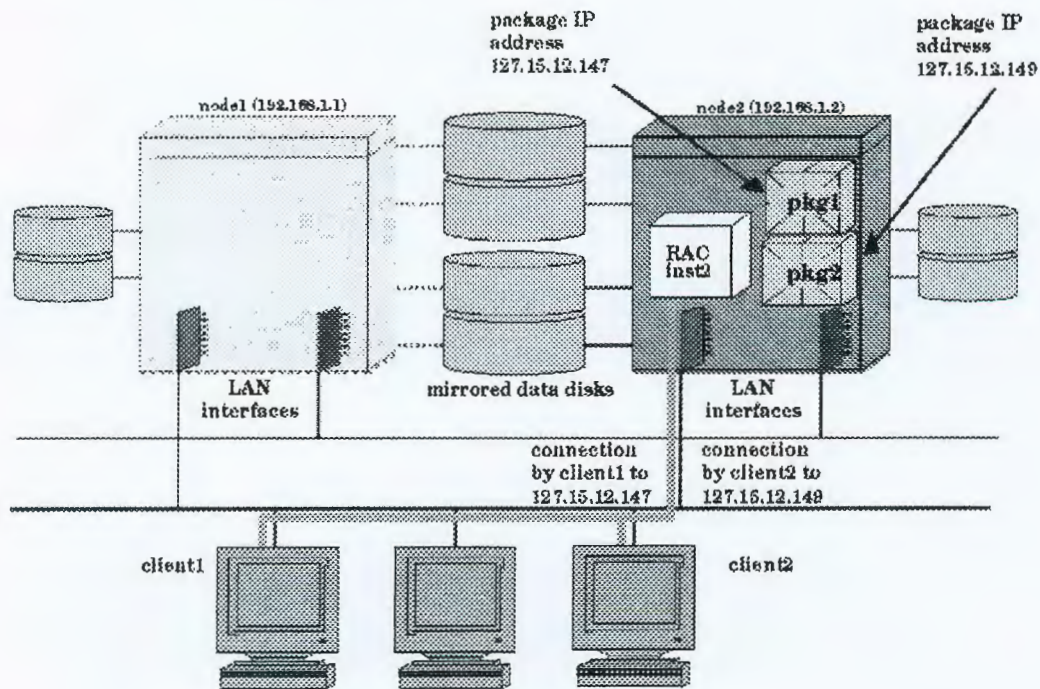 package IP
address
127.15.12.147
package IP
address
127.15.12.149
node1 (192.168.1.1)
node2 (192.168.1.2)
pkg1
RAC
inst2
pkg2
LAN
interfaces
mirrored data disks
LAN
interfaces
connection
by client1 to
127.15.12.147
connection
by client2 to
127.15.12.149
client1
client2